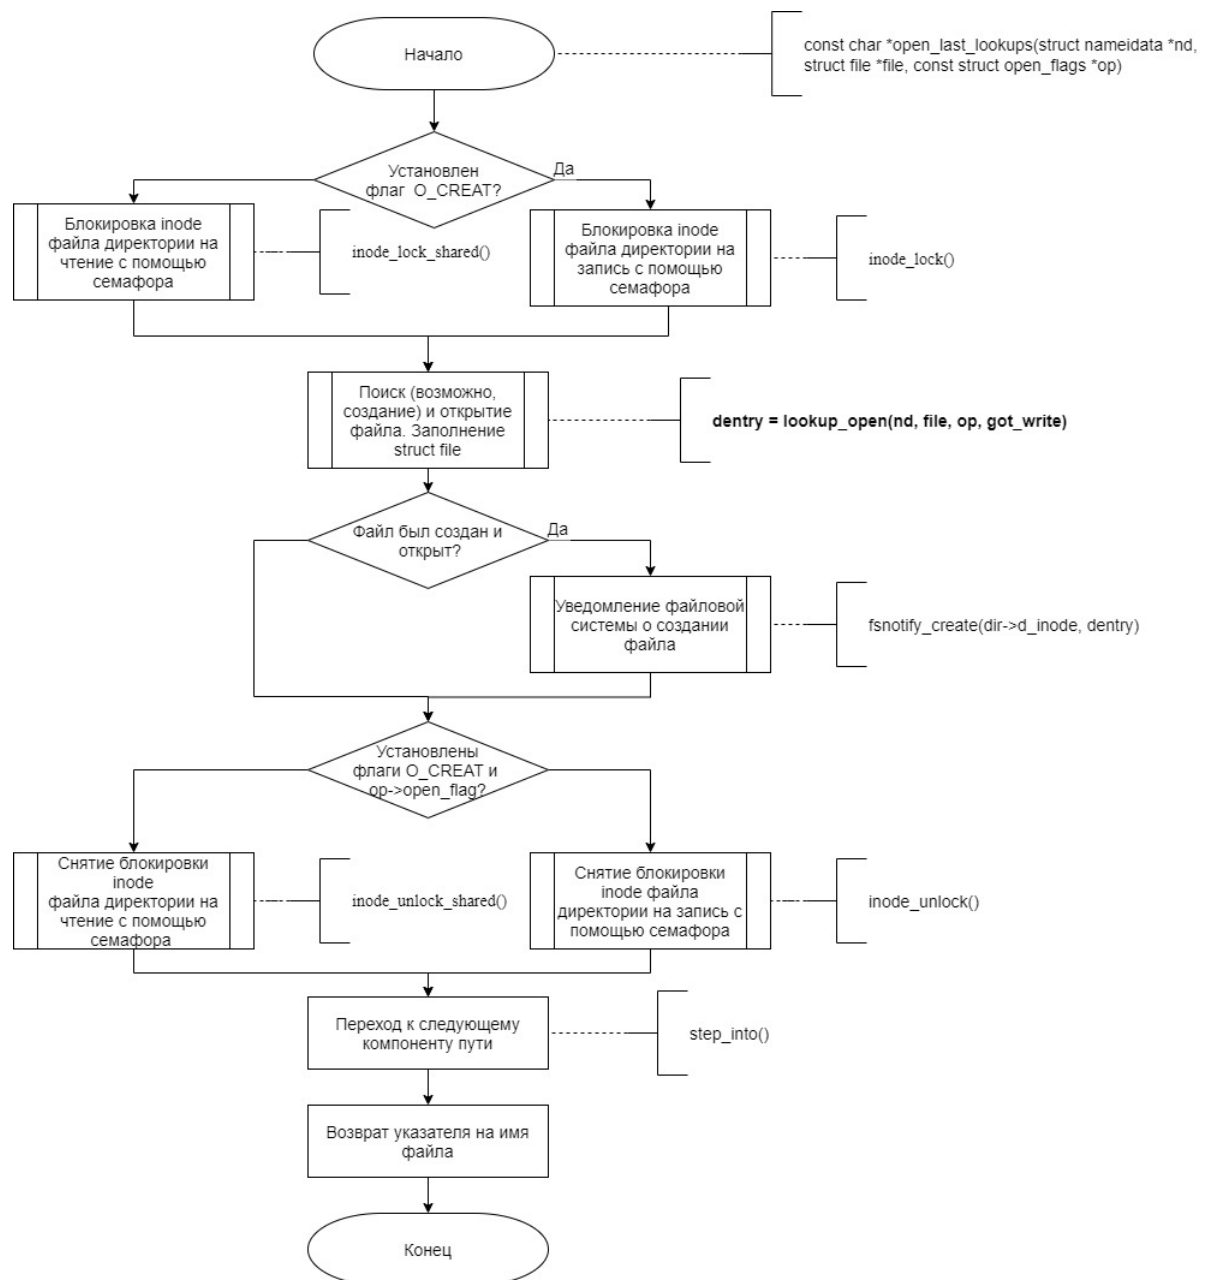 Начало
const char *open_last_lookups(struct nameidata *nd,
struct file *file, const struct open_flags *op)
Установлен
флаг O_CREAT?
Да
Блокировка inode
файла директории на
чтение с помощью
семафора
inode_lock_shared()
Блокировка inode
файла директории на
запись с помощью
семафора
inode_lock()
Поиск (возможно,
создание) и открытие
файла. Заполнение
struct file
dentry = lookup_open(nd, file, op, got_write)
Файл был создан и
открыт?
Да
Уведомление файловой
системы о создании
файла
fsnotify_create(dir->d_inode, dentry)
Установлены
флаги O_CREAT и
op->open_flag?
Снятие блокировки
inode
файла директории на
чтение с помощью
семафора
inode_unlock_shared()
Снятие блокировки
inode файла
директории на запись с
помощью семафора
inode_unlock()
Переход к следующему
компоненту пути
step_into()
Возврат указателя на имя
файла
Конец